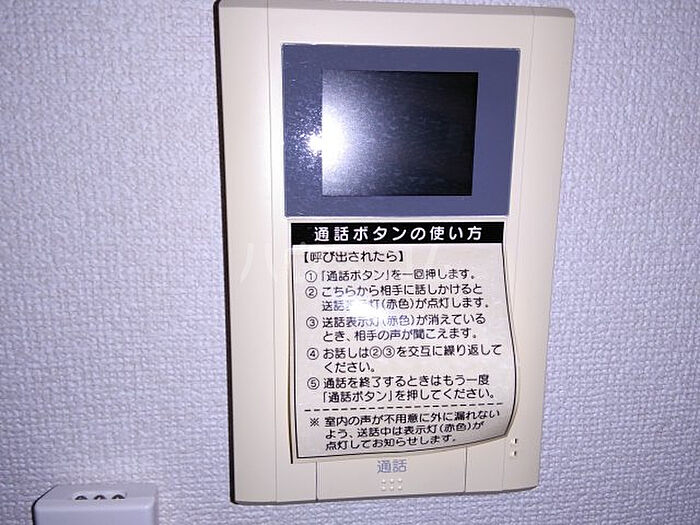 通話ボタンの使い方
【呼び出されたら】
①「通話ボタン」を一回押します。
② こちらから相手に話しかけると
送話表示灯(赤色)が点灯します。
③ 送話表示灯(赤色)が消えている
とき、相手の声が聞こえます。
④ お話しは②③を交互に繰り返して
ください。
⑤ 通話を終了するときはもう一度
「通話ボタン」を押してください。
※ 室内の声が不用意に外に漏れない
よう、送話中は表示灯(赤色)が
点灯してお知らせします。
通話